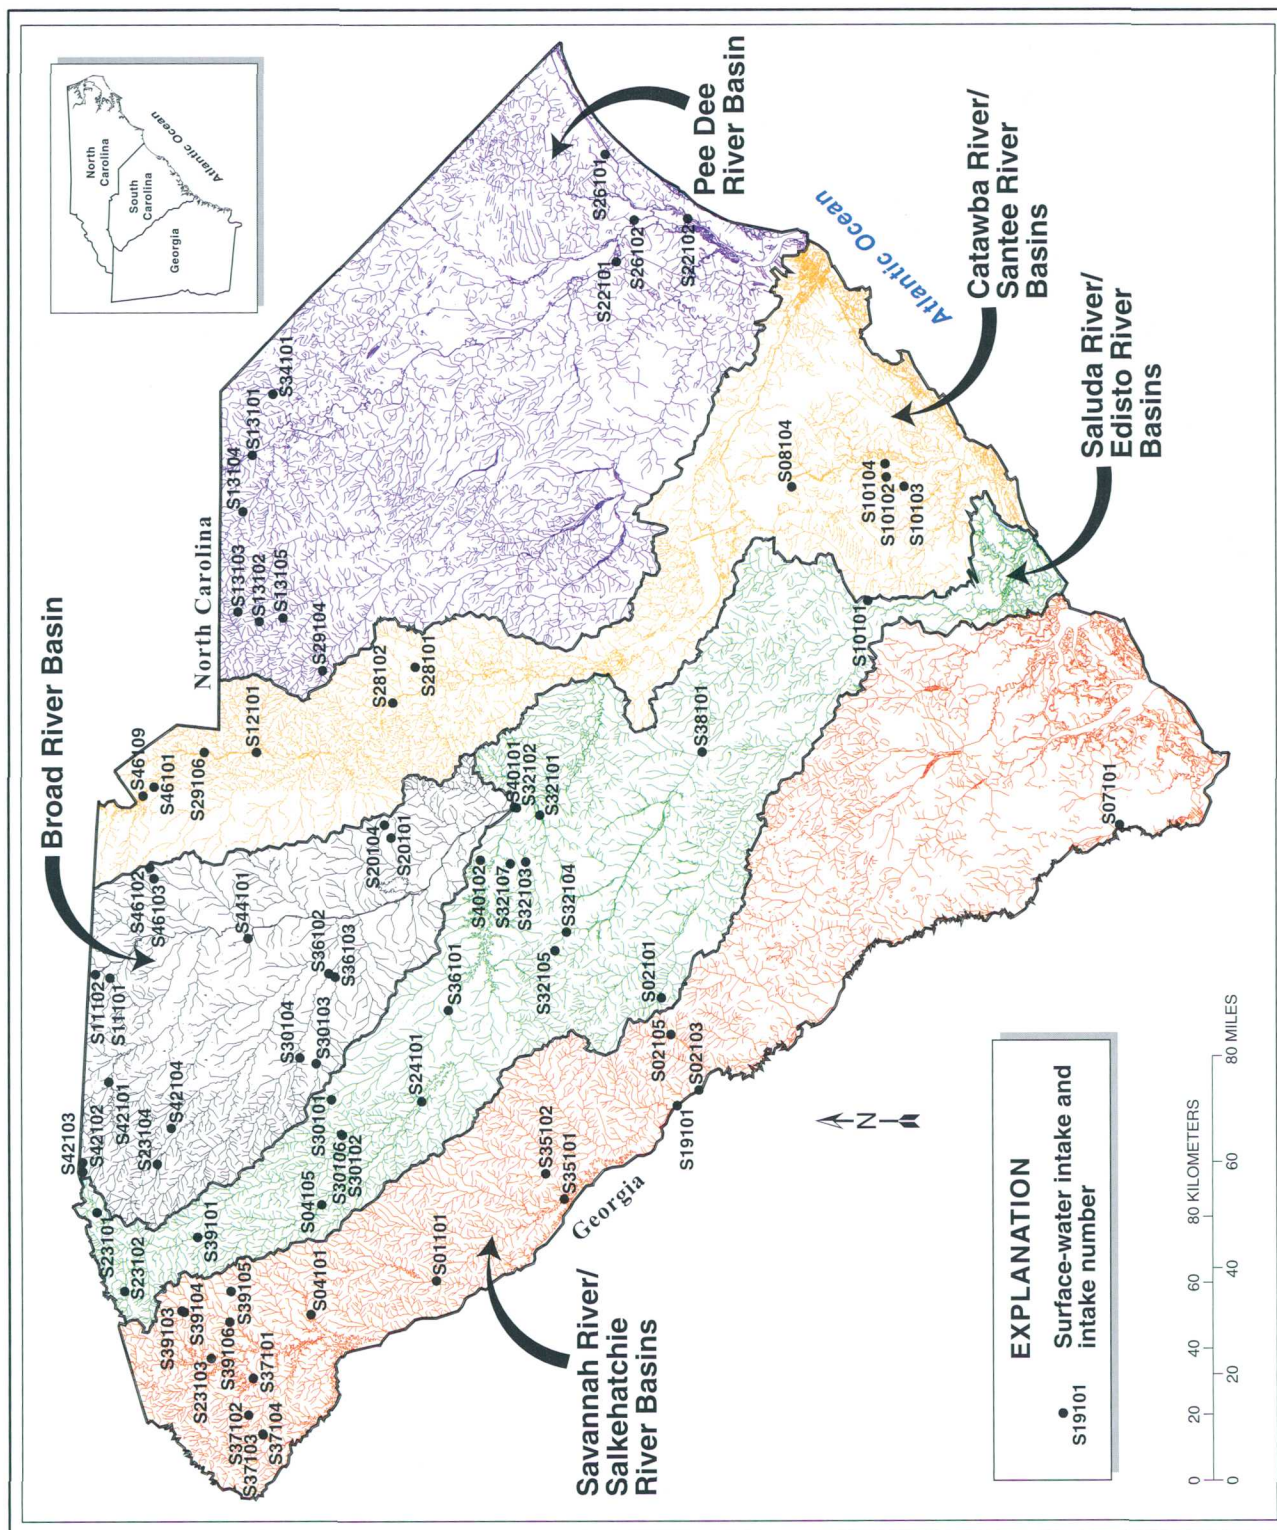 North
Carolina
South
Carolina
Georgia
Atlantic Ocean
Broad River Basin
North Carolina
Pee Dee
River Basin
Atlantic Ocean
Catawba River/
Santee River
Basins
Saluda River/
Edisto River
Basins
Savannah River/
Salkehatchie
River Basins
Georgia
S42103
S42102
S42101
S23104
S42104
S11102
S11101
S46102
S46103
S44101
S36102
S36103
S30104
S30103
S20104
S20101
S46109
S46101
S29106
S12101
S28102
S28101
S13103
S13102
S13105
S13104
S13101
S34101
S29104
S22101
S26102
S26101
S22102
S08104
S10104
S10102
S10103
S10101
S23101
S23102
S39101
S04105
S30101
S30106
S30102
S24101
S36101
S40102
S32107
S32103
S40101
S32102
S32101
S32105
S32104
S38101
S02101
S39103
S39104
S23103
S39106
S39105
S37101
S37102
S37103
S37104
S04101
S01101
S35102
S35101
S19101
S02105
S02103
S07101
N
EXPLANATION
S19101
Surface-water intake and
intake number
0 20 40 60 80 KILOMETERS
0 20 40 60 80 MILES